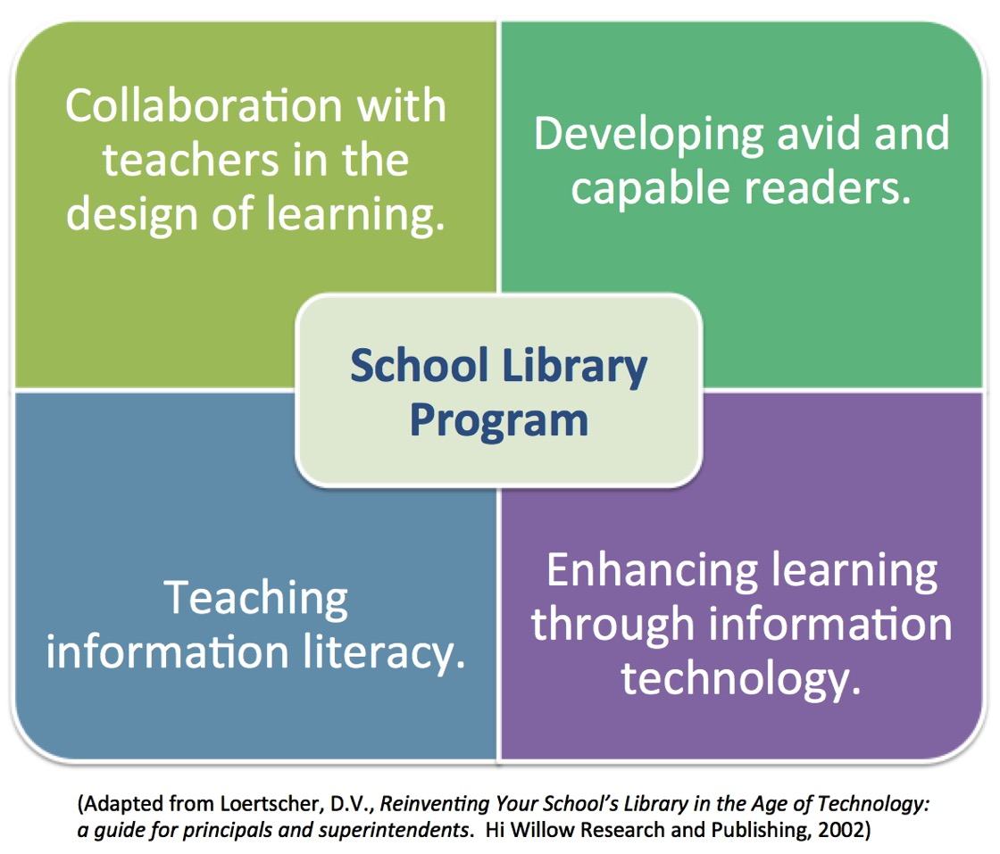 Collaboration with
teachers in the
design of learning.
Developing avid and
capable readers.
School Library
Program
Teaching
information literacy.
Enhancing learning
through information
technology.
(Adapted from Loertscher, D.V., Reinventing Your School’s Library in the Age of Technology:
a guide for principals and superintendents.  Hi Willow Research and Publishing, 2002)